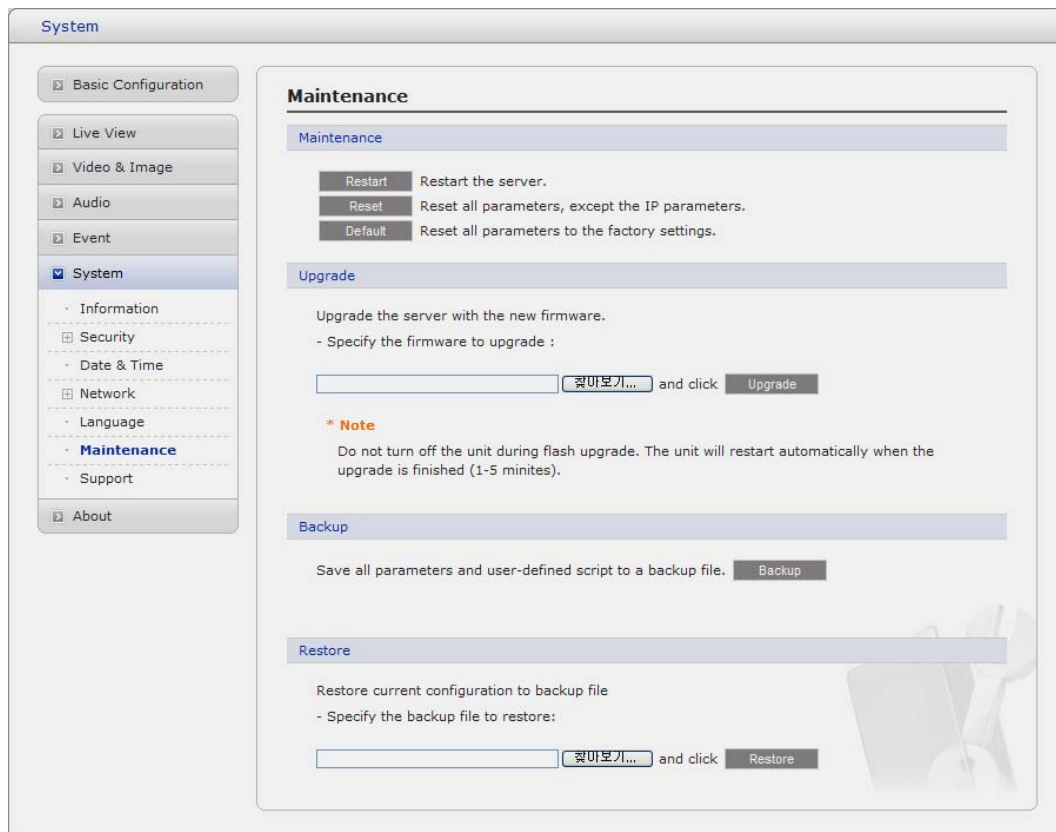 System
Basic Configuration
Live View
Video & Image
Audio
Event
System
Information
Security
Date & Time
Network
Language
Maintenance
Support
About
Maintenance
Maintenance
Restart Restart the server.
Reset Reset all parameters, except the IP parameters.
Default Reset all parameters to the factory settings.
Upgrade
Upgrade the server with the new firmware.
- Specify the firmware to upgrade :
찾아보기... and click Upgrade
* Note
Do not turn off the unit during flash upgrade. The unit will restart automatically when the
upgrade is finished (1-5 minites).
Backup
Save all parameters and user-defined script to a backup file. Backup
Restore
Restore current configuration to backup file
- Specify the backup file to restore:
찾아보기... and click Restore